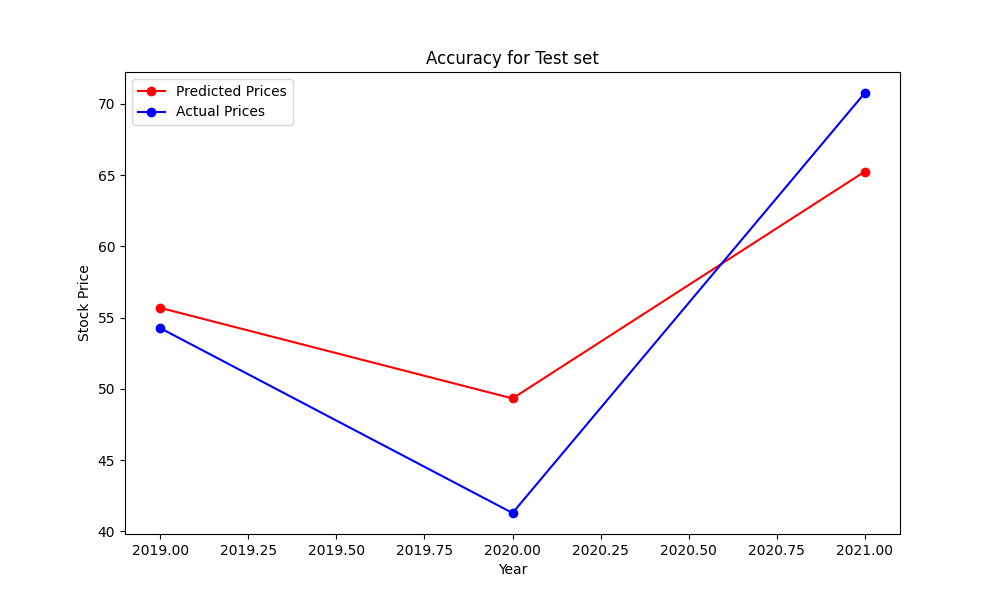 Accuracy for Test set
Predicted Prices
Actual Prices
Stock Price
70
65
60
55
50
45
40
2019.00 2019.25 2019.50 2019.75 2020.00 2020.25 2020.50 2020.75 2021.00
Year